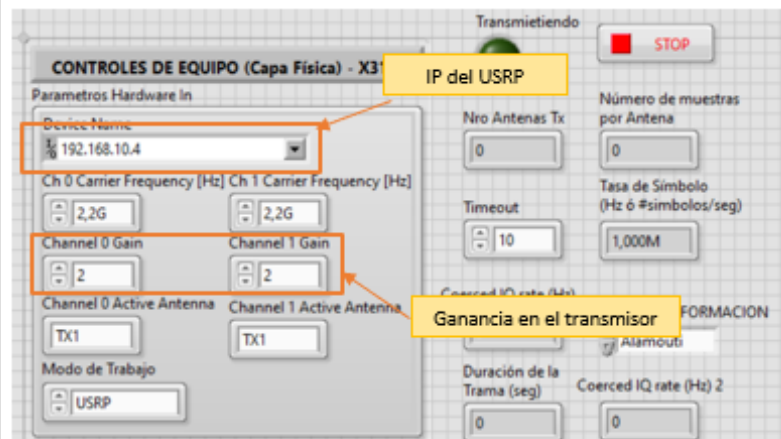 Transmietiendo
STOP
CONTROLES DE EQUIPO (Capa Física) - X31
IP del USRP
Parametros Hardware In
Device Name
192.168.10.4
Nro Antenas Tx
0
Número de muestras
por Antena
0
Ch 0 Carrier Frequency [Hz] Ch 1 Carrier Frequency [Hz]
2,2G
2,2G
Timeout
10
Tasa de Símbolo
(Hz ó #simbolos/seg)
1,000M
Channel 0 Gain
Channel 1 Gain
2
2
Channel 0 Active Antenna
Channel 1 Active Antenna
TX1
TX1
Coerced IQ rate (Hz)
Ganancia en el transmisor
FORMACION
Alamouti
Modo de Trabajo
USRP
Duración de la
Trama (seg)
0
Coerced IQ rate (Hz) 2
0